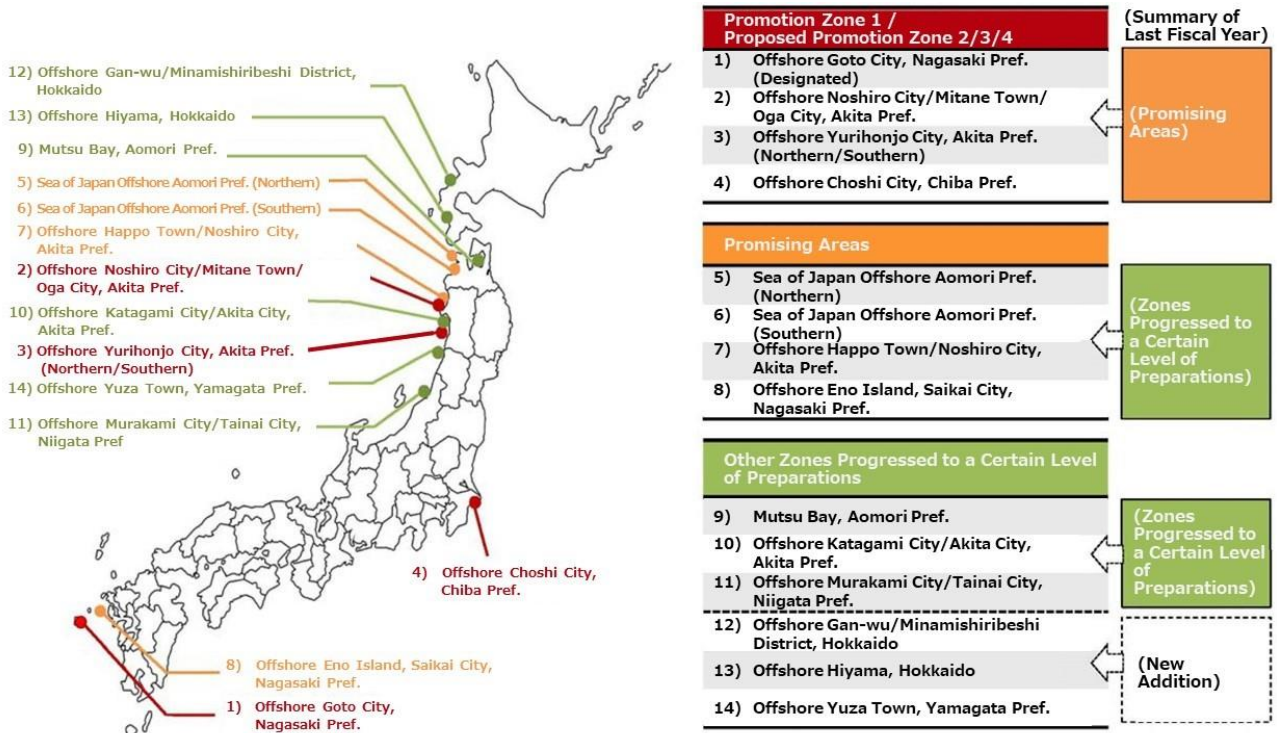 12) Offshore Gan-wu/Minamishiribeshi District,
Hokkaido
13) Offshore Hiyama, Hokkaido
9) Mutsu Bay, Aomori Pref.
5) Sea of Japan Offshore Aomori Pref. (Northern)
6) Sea of Japan Offshore Aomori Pref. (Southern)
7) Offshore Happo Town/Noshiro City,
Akita Pref.
2) Offshore Noshiro City/Mitane Town/
Oga City, Akita Pref.
10) Offshore Katagami City/Akita City,
Akita Pref.
3) Offshore Yurihonjo City, Akita Pref.
(Northern/Southern)
14) Offshore Yuza Town, Yamagata Pref.
11) Offshore Murakami City/Tainai City,
Niigata Pref
4) Offshore Choshi City,
Chiba Pref.
8) Offshore Eno Island, Saikai City,
Nagasaki Pref.
1) Offshore Goto City,
Nagasaki Pref.
Promotion Zone 1 /
Proposed Promotion Zone 2/3/4
1) Offshore Goto City, Nagasaki Pref.
(Designated)
2) Offshore Noshiro City/Mitane Town/
Oga City, Akita Pref.
3) Offshore Yurihonjo City, Akita Pref.
(Northern/Southern)
4) Offshore Choshi City, Chiba Pref.
(Summary of
Last Fiscal Year)
(Promising
Areas)
Promising Areas
5) Sea of Japan Offshore Aomori Pref.
(Northern)
6) Sea of Japan Offshore Aomori Pref.
(Southern)
7) Offshore Happo Town/Noshiro City,
Akita Pref.
8) Offshore Eno Island, Saikai City,
Nagasaki Pref.
(Zones
Progressed to
a Certain
Level of
Preparations)
Other Zones Progressed to a Certain Level
of Preparations
9) Mutsu Bay, Aomori Pref.
10) Offshore Katagami City/Akita City,
Akita Pref.
11) Offshore Murakami City/Tainai City,
Niigata Pref.
12) Offshore Gan-wu/Minamishiribeshi
District, Hokkaido
13) Offshore Hiyama, Hokkaido
14) Offshore Yuza Town, Yamagata Pref.
(Zones
Progressed to
a Certain Level
of
Preparations)
(New
Addition)